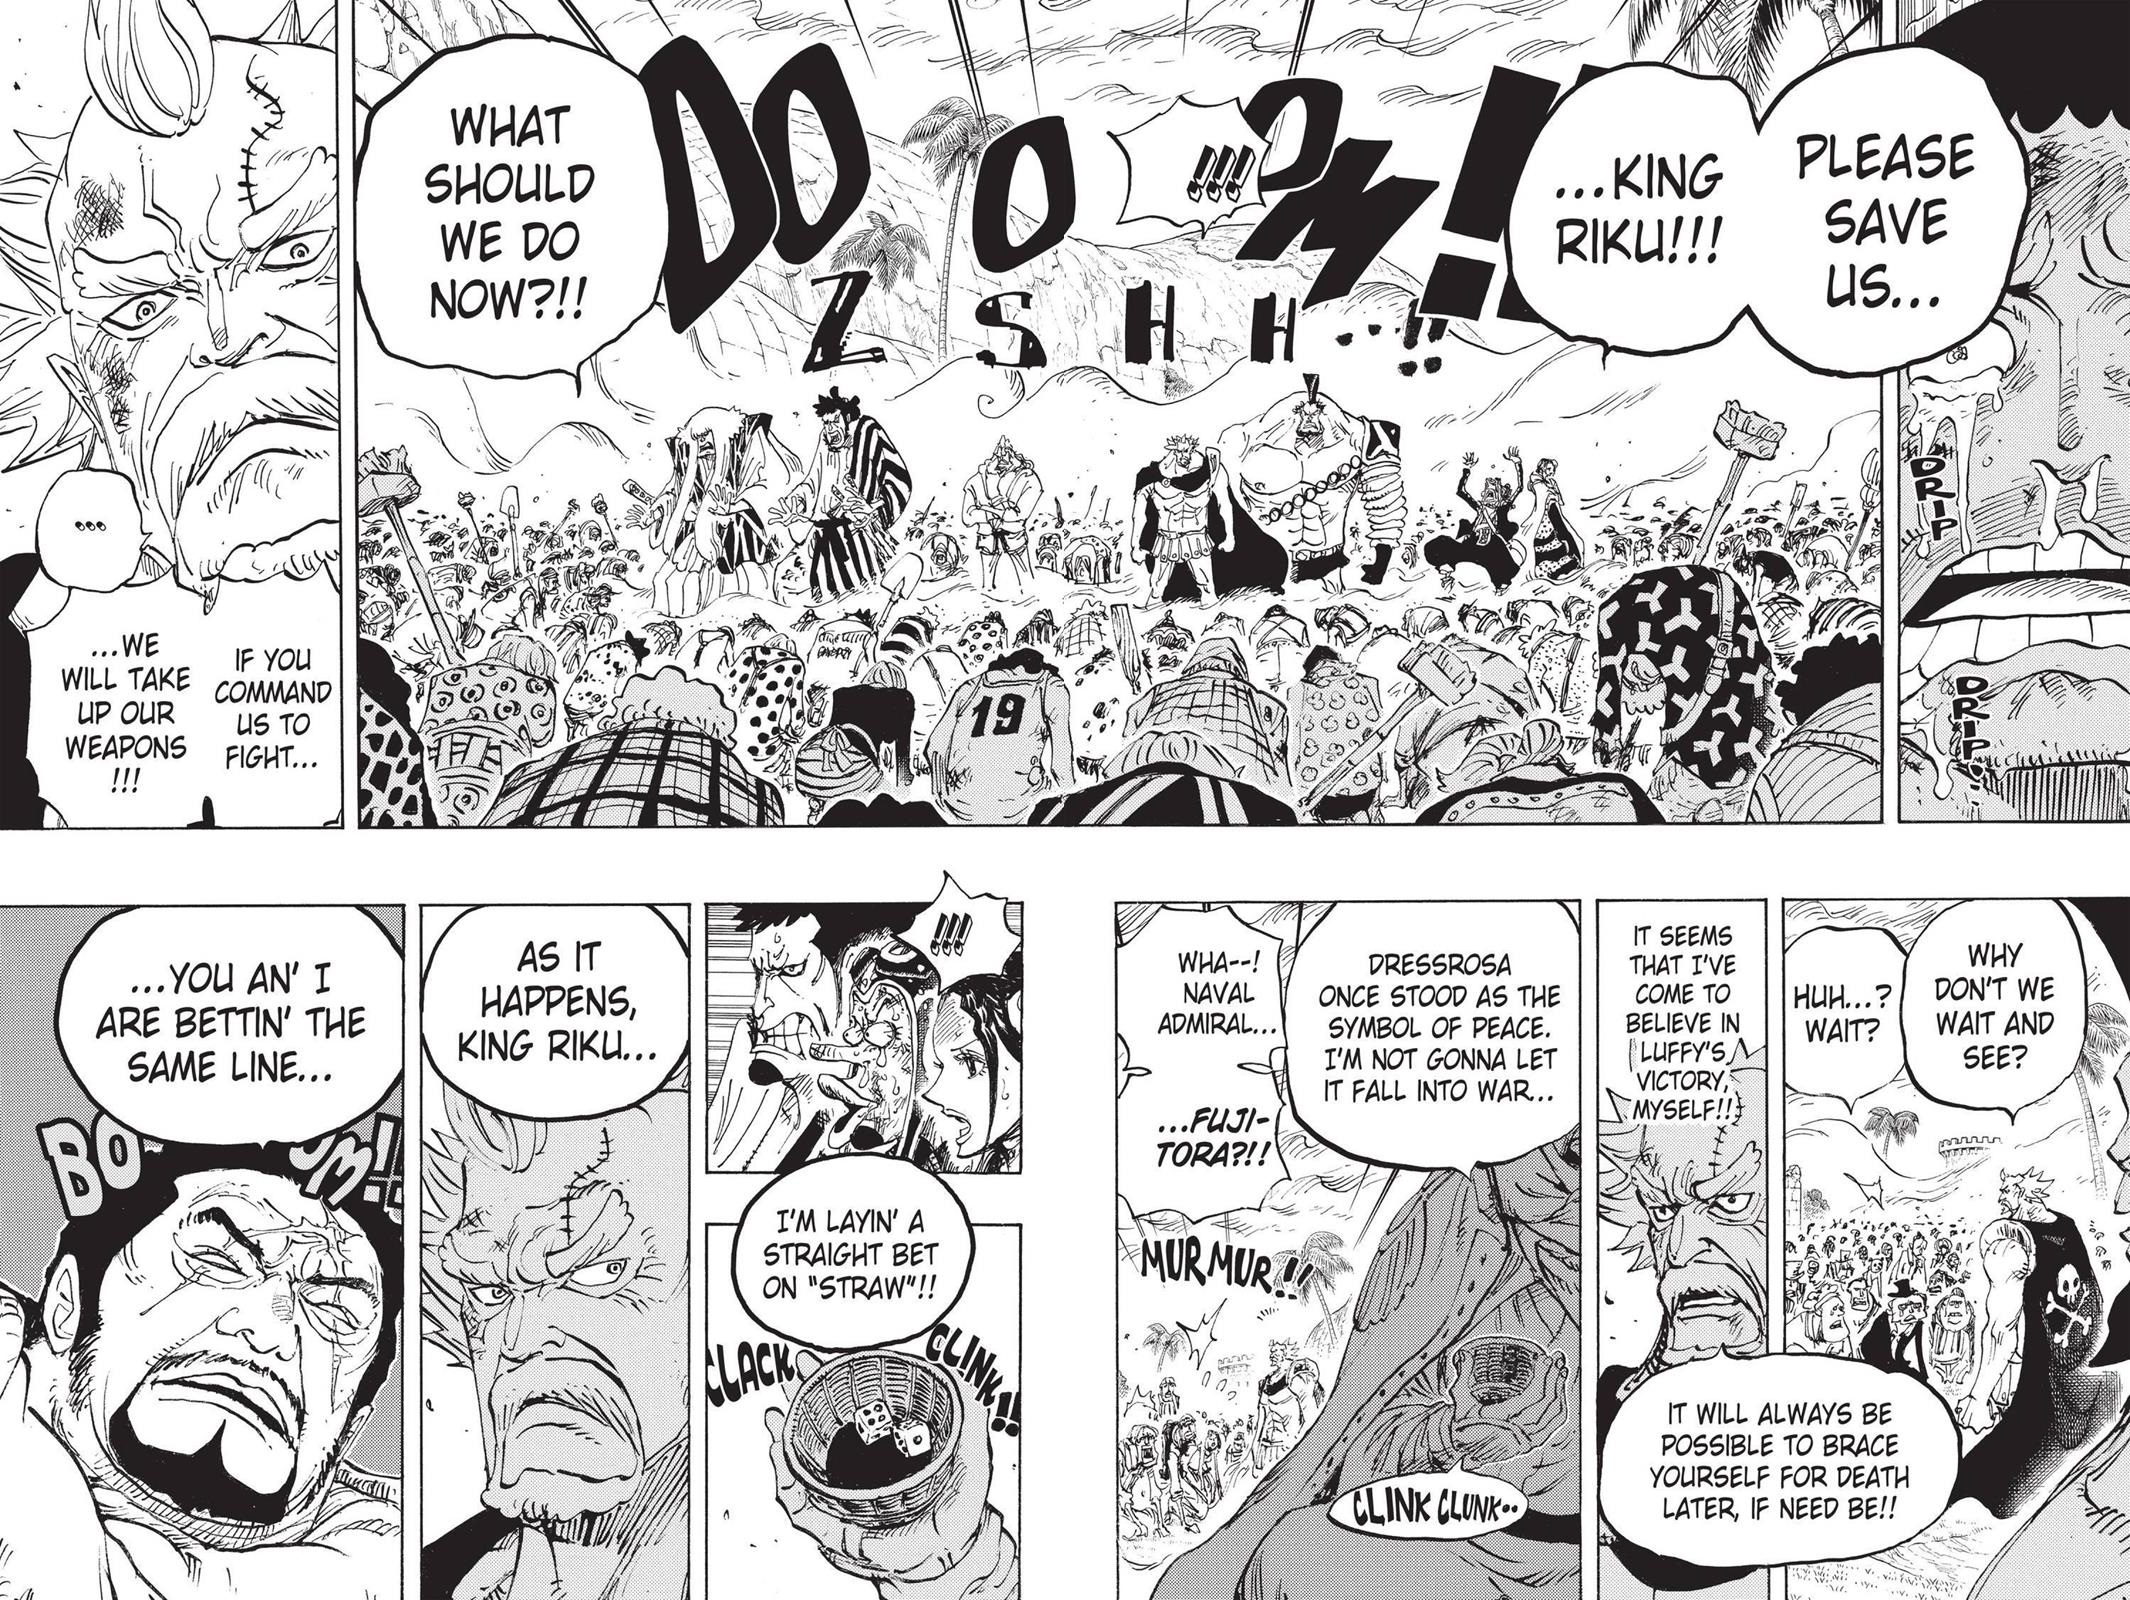 PLEASE
SAVE
US...
...KING
RIKU!!!
DRIP
DRIP
DOOOOM!!
!!!!
ZSHH...!!
19
WHAT
SHOULD
WE DO
NOW?!!
...
IF YOU
COMMAND
US TO
FIGHT...
...WE
WILL TAKE
UP OUR
WEAPONS
!!!
WHY
DON'T WE
WAIT AND
SEE?
HUH...?
WAIT?
IT SEEMS
THAT I'VE
COME TO
BELIEVE IN
LUFFY'S
VICTORY,
MYSELF!!
IT WILL ALWAYS BE
POSSIBLE TO BRACE
YOURSELF FOR DEATH
LATER, IF NEED BE!!
DRESSROSA
ONCE STOOD AS THE
SYMBOL OF PEACE.
I'M NOT GONNA LET
IT FALL INTO WAR...
WHA--!
NAVAL
ADMIRAL...
...FUJI-
TORA?!!
MURMUR!!
CLINK CLUNK..
!!!
I'M LAYIN' A
STRAIGHT BET
ON "STRAW"!!
CLINK!!
CLACK
AS IT
HAPPENS,
KING RIKU...
...YOU AN' I
ARE BETTIN' THE
SAME LINE...